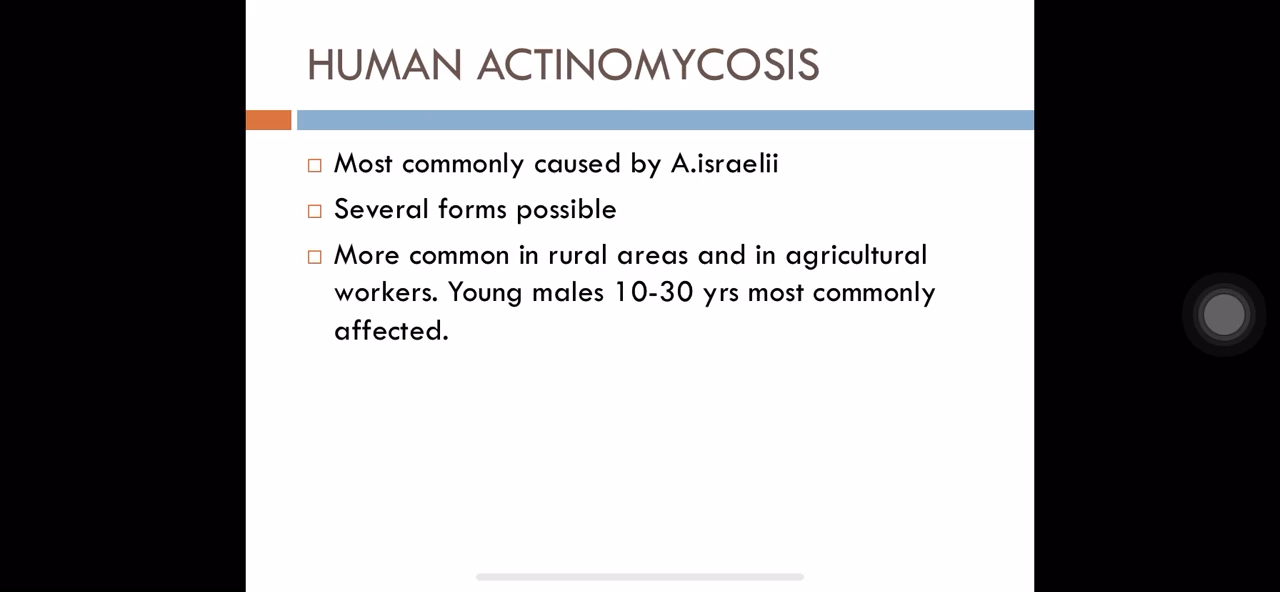 HUMAN ACTINOMYCOSIS
Most commonly caused by A.israelii
Several forms possible
More common in rural areas and in agricultural
workers. Young males 10-30 yrs most commonly
affected.